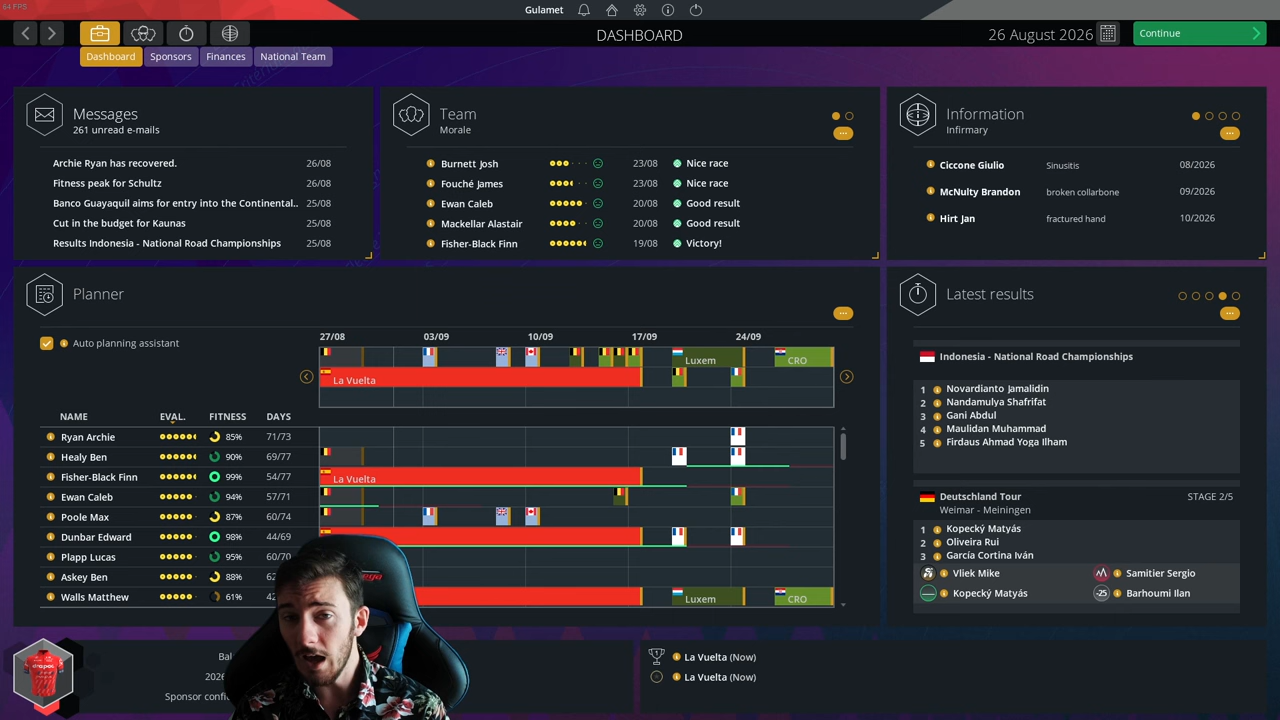 64 FPS
Gulamet
DASHBOARD
26 August 2026
Continue
Dashboard
Sponsors
Finances
National Team
Messages
261 unread e-mails
Archie Ryan has recovered. 26/08
Fitness peak for Schultz 26/08
Banco Guayaquil aims for entry into the Continental.. 25/08
Cut in the budget for Kaunas 25/08
Results Indonesia - National Road Championships 25/08
Team
Morale
Burnett Josh 23/08 Nice race
Fouché James 23/08 Nice race
Ewan Caleb 20/08 Good result
Mackellar Alastair 20/08 Good result
Fisher-Black Finn 19/08 Victory!
Information
Infirmary
Ciccone Giulio Sinusitis 08/2026
McNulty Brandon broken collarbone 09/2026
Hirt Jan fractured hand 10/2026
Planner
Auto planning assistant
27/08 03/09 10/09 17/09 24/09
Luxem CRO
La Vuelta
NAME EVAL. FITNESS DAYS
Ryan Archie 85% 71/73
Healy Ben 90% 69/77
Fisher-Black Finn 99% 54/77 La Vuelta
Ewan Caleb 94% 57/71
Poole Max 87% 60/74
Dunbar Edward 98% 44/69
Plapp Lucas 95% 60/70
Askey Ben 88%
Walls Matthew 61% Luxem CRO
Latest results
Indonesia - National Road Championships
1 Novardianto Jamalidin
2 Nandamulya Shafrifat
3 Gani Abdul
4 Maulidan Muhammad
5 Firdaus Ahmad Yoga Ilham
Deutschland Tour STAGE 2/5
Weimar - Meiningen
1 Kopecký Matyás
2 Oliveira Rui
3 García Cortina Iván
Vliek Mike Samitier Sergio
Kopecký Matyás -25 Barhoumi Ilan
2026
Sponsor
La Vuelta (Now)
La Vuelta (Now)
drapac